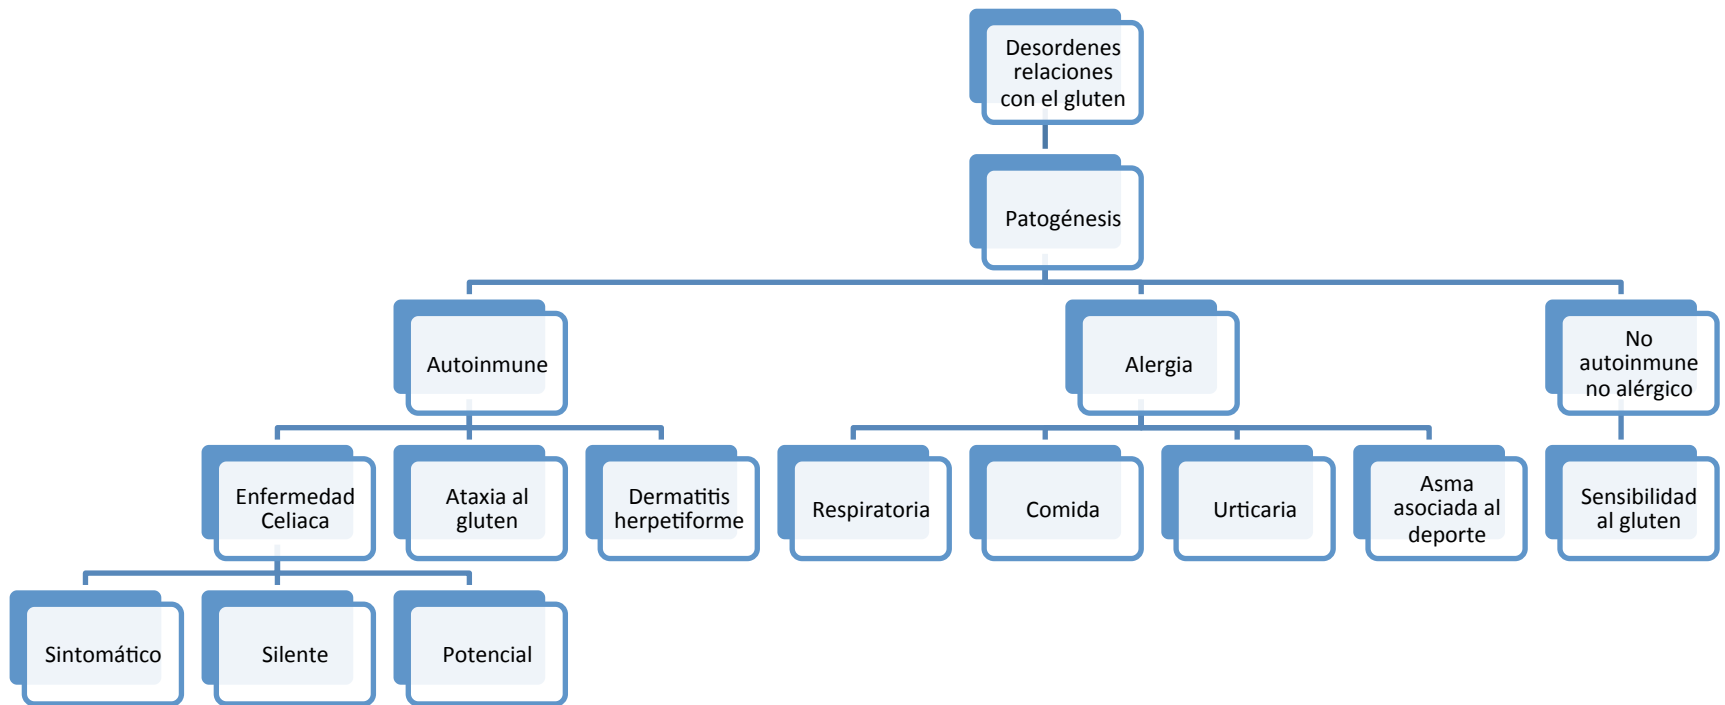 Desordenes
relaciones
con el gluten
Patogénesis
Autoinmune
Alergia
No
autoinmune
no alérgico
Enfermedad
Celiaca
Ataxia al
gluten
Dermatitis
herpetiforme
Respiratoria
Comida
Urticaria
Asma
asociada al
deporte
Sensibilidad
al gluten
Sintomático
Silente
Potencial